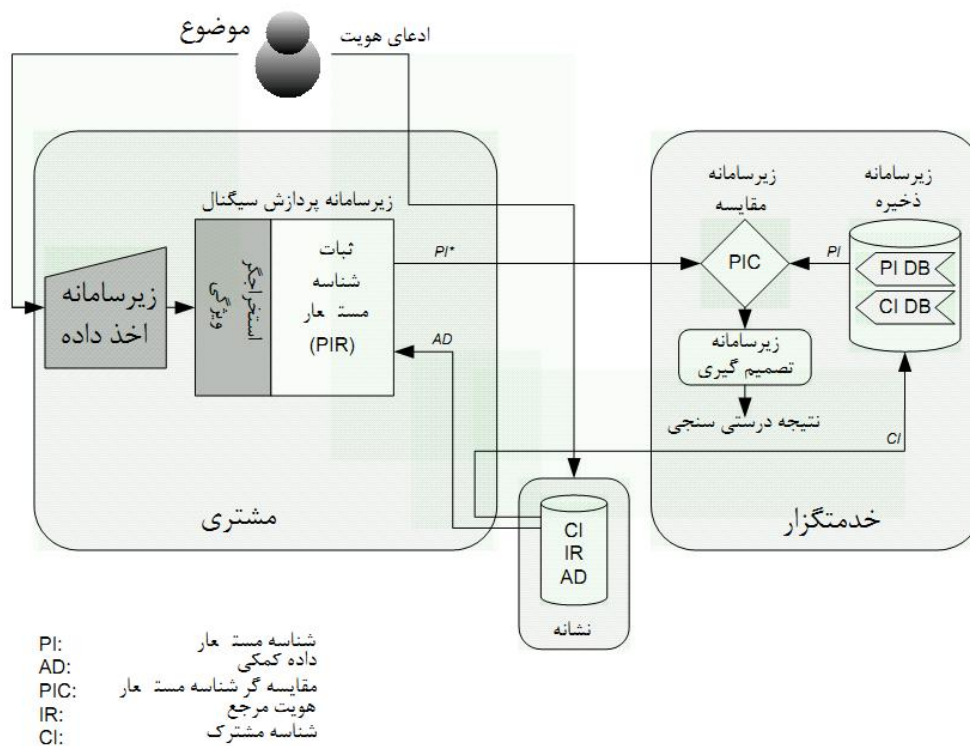 موضوع
ادعای هویت
زیرسامانه پردازش سیگنال
زیرسامانه
اخذ داده
استخراجگر
ویژگی
ثبات
شناسه
مستعار
(PIR)
PI*
AD
مشتری
زیرسامانه
مقایسه
زیرسامانه
ذخیره
PIC
PI
PI DB
CI DB
زیرسامانه
تصمیم گیری
نتیجه درستی سنجی
CI
خدمتگزار
CI
IR
AD
نشانه
PI: شناسه مستعار
AD: داده کمکی
PIC: مقایسه گر شناسه مستعار
IR: هویت مرجع
CI: شناسه مشترک